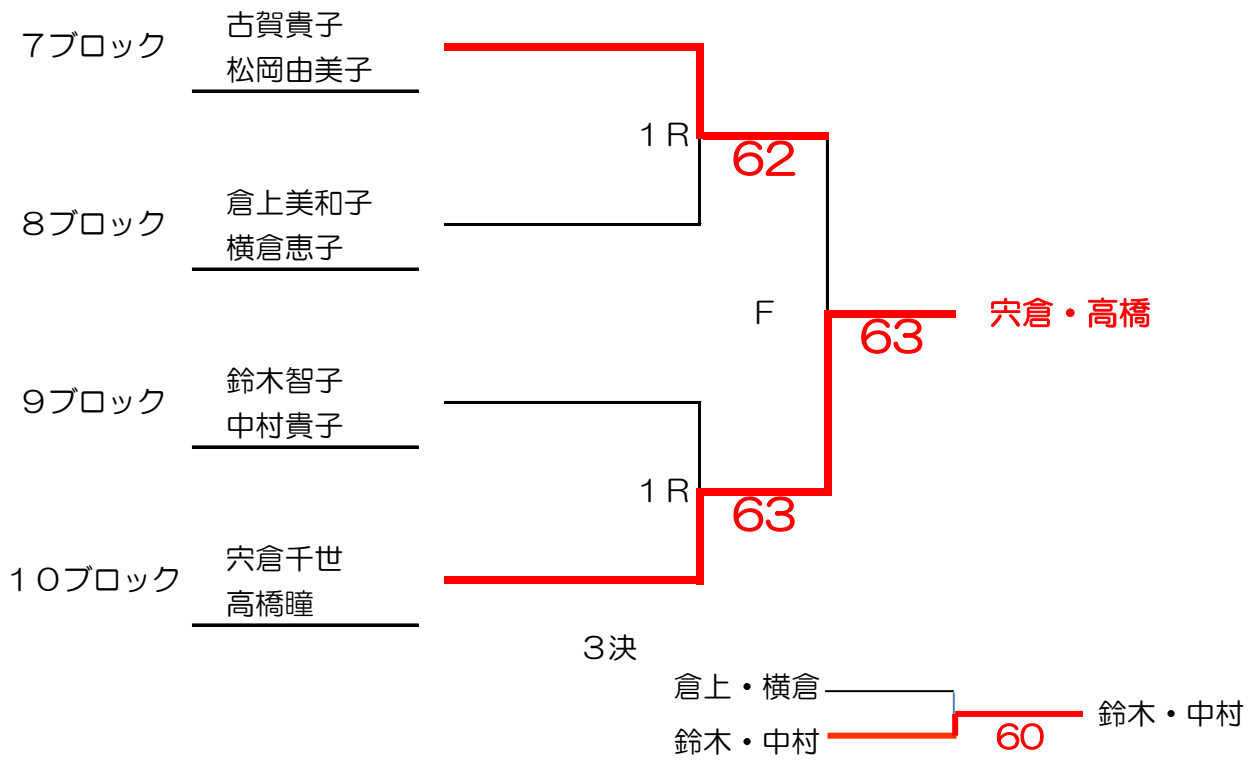 ７ブロック
古賀貴子
松岡由美子
１Ｒ
62
８ブロック
倉上美和子
横倉恵子
Ｆ
63
宍倉・高橋
９ブロック
鈴木智子
中村貴子
１Ｒ
63
１０ブロック
宍倉千世
高橋瞳
３決
倉上・横倉
鈴木・中村
60
鈴木・中村